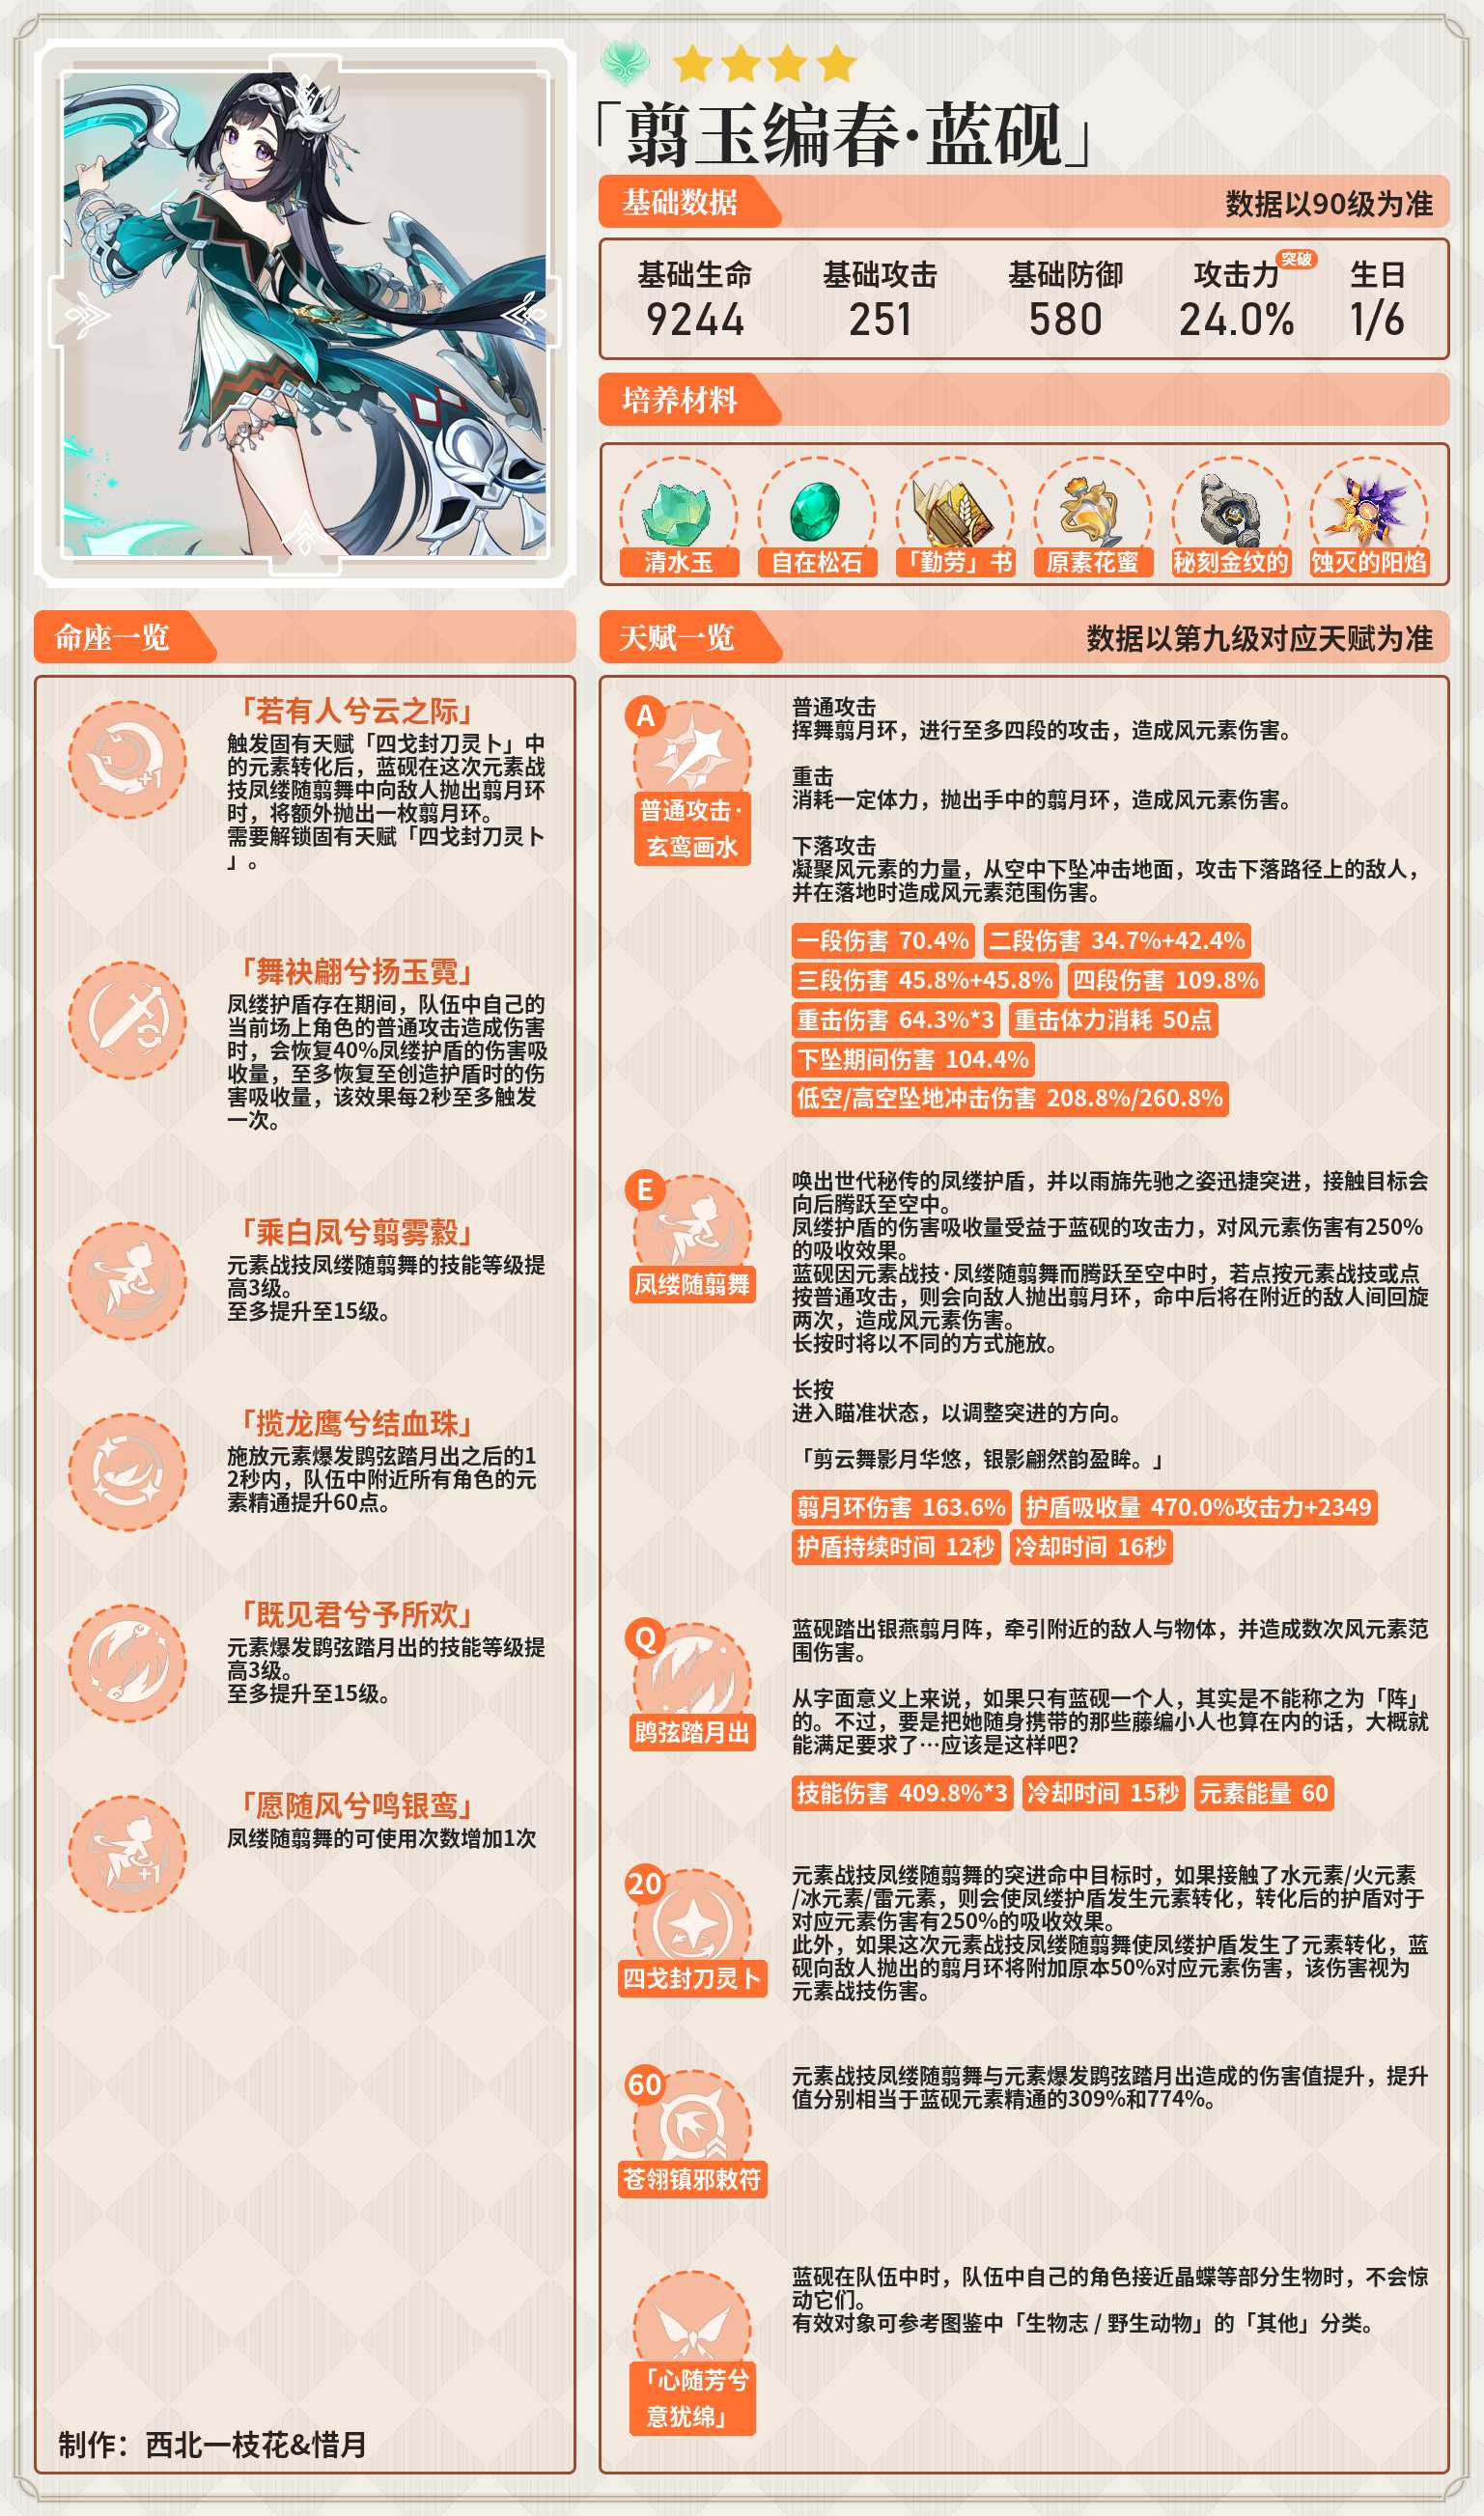 「翦玉编春·蓝砚」
基础数据
数据以90级为准
基础生命
9244
基础攻击
251
基础防御
580
攻击力
突破
24.0%
生日
1/6
培养材料
清水玉
自在松石
「勤劳」书
原素花蜜
秘刻金纹的
蚀灭的阳焰
命座一览
「若有人兮云之际」
触发固有天赋「四戈封刀灵卜」中
的元素转化后，蓝砚在这次元素战
技凤缕随翦舞中向敌人抛出翦月环
时，将额外抛出一枚翦月环。
需要解锁固有天赋「四戈封刀灵卜
」。
「舞袂翩兮扬玉霓」
凤缕护盾存在期间，队伍中自己的
当前场上角色的普通攻击造成伤害
时，会恢复40%凤缕护盾的伤害吸
收量，至多恢复至创造护盾时的伤
害吸收量，该效果每2秒至多触发
一次。
「乘白凤兮翦雾縠」
元素战技凤缕随翦舞的技能等级提
高3级。
至多提升至15级。
「揽龙鹰兮结血珠」
施放元素爆发鹍弦踏月出之后的1
2秒内，队伍中附近所有角色的元
素精通提升60点。
「既见君兮予所欢」
元素爆发鹍弦踏月出的技能等级提
高3级。
至多提升至15级。
+1
「愿随风兮鸣银鸾」
凤缕随翦舞的可使用次数增加1次
+1
制作：西北一枝花&惜月
天赋一览
数据以第九级对应天赋为准
A
普通攻击·
玄鸾画水
普通攻击
挥舞翦月环，进行至多四段的攻击，造成风元素伤害。
重击
消耗一定体力，抛出手中的翦月环，造成风元素伤害。
下落攻击
凝聚风元素的力量，从空中下坠冲击地面，攻击下落路径上的敌人，
并在落地时造成风元素范围伤害。
一段伤害 70.4% 二段伤害 34.7%+42.4%
三段伤害 45.8%+45.8% 四段伤害 109.8%
重击伤害 64.3%*3 重击体力消耗 50点
下坠期间伤害 104.4%
低空/高空坠地冲击伤害 208.8%/260.8%
E
凤缕随翦舞
唤出世代秘传的凤缕护盾，并以雨旆先驰之姿迅捷突进，接触目标会
向后腾跃至空中。
凤缕护盾的伤害吸收量受益于蓝砚的攻击力，对风元素伤害有250%
的吸收效果。
蓝砚因元素战技·凤缕随翦舞而腾跃至空中时，若点按元素战技或点
按普通攻击，则会向敌人抛出翦月环，命中后将在附近的敌人间回旋
两次，造成风元素伤害。
长按时将以不同的方式施放。
长按
进入瞄准状态，以调整突进的方向。
「剪云舞影月华悠，银影翩然韵盈眸。」
翦月环伤害 163.6% 护盾吸收量 470.0%攻击力+2349
护盾持续时间 12秒 冷却时间 16秒
Q
鹍弦踏月出
蓝砚踏出银燕翦月阵，牵引附近的敌人与物体，并造成数次风元素范
围伤害。
从字面意义上来说，如果只有蓝砚一个人，其实是不能称之为「阵」
的。不过，要是把她随身携带的那些藤编小人也算在内的话，大概就
能满足要求了…应该是这样吧？
技能伤害 409.8%*3 冷却时间 15秒 元素能量 60
20
四戈封刀灵卜
元素战技凤缕随翦舞的突进命中目标时，如果接触了水元素/火元素
/冰元素/雷元素，则会使凤缕护盾发生元素转化，转化后的护盾对于
对应元素伤害有250%的吸收效果。
此外，如果这次元素战技凤缕随翦舞使凤缕护盾发生了元素转化，蓝
砚向敌人抛出的翦月环将附加原本50%对应元素伤害，该伤害视为
元素战技伤害。
60
苍翎镇邪敕符
元素战技凤缕随翦舞与元素爆发鹍弦踏月出造成的伤害值提升，提升
值分别相当于蓝砚元素精通的309%和774%。
「心随芳兮
意犹绵」
蓝砚在队伍中时，队伍中自己的角色接近晶蝶等部分生物时，不会惊
动它们。
有效对象可参考图鉴中「生物志 / 野生动物」的「其他」分类。